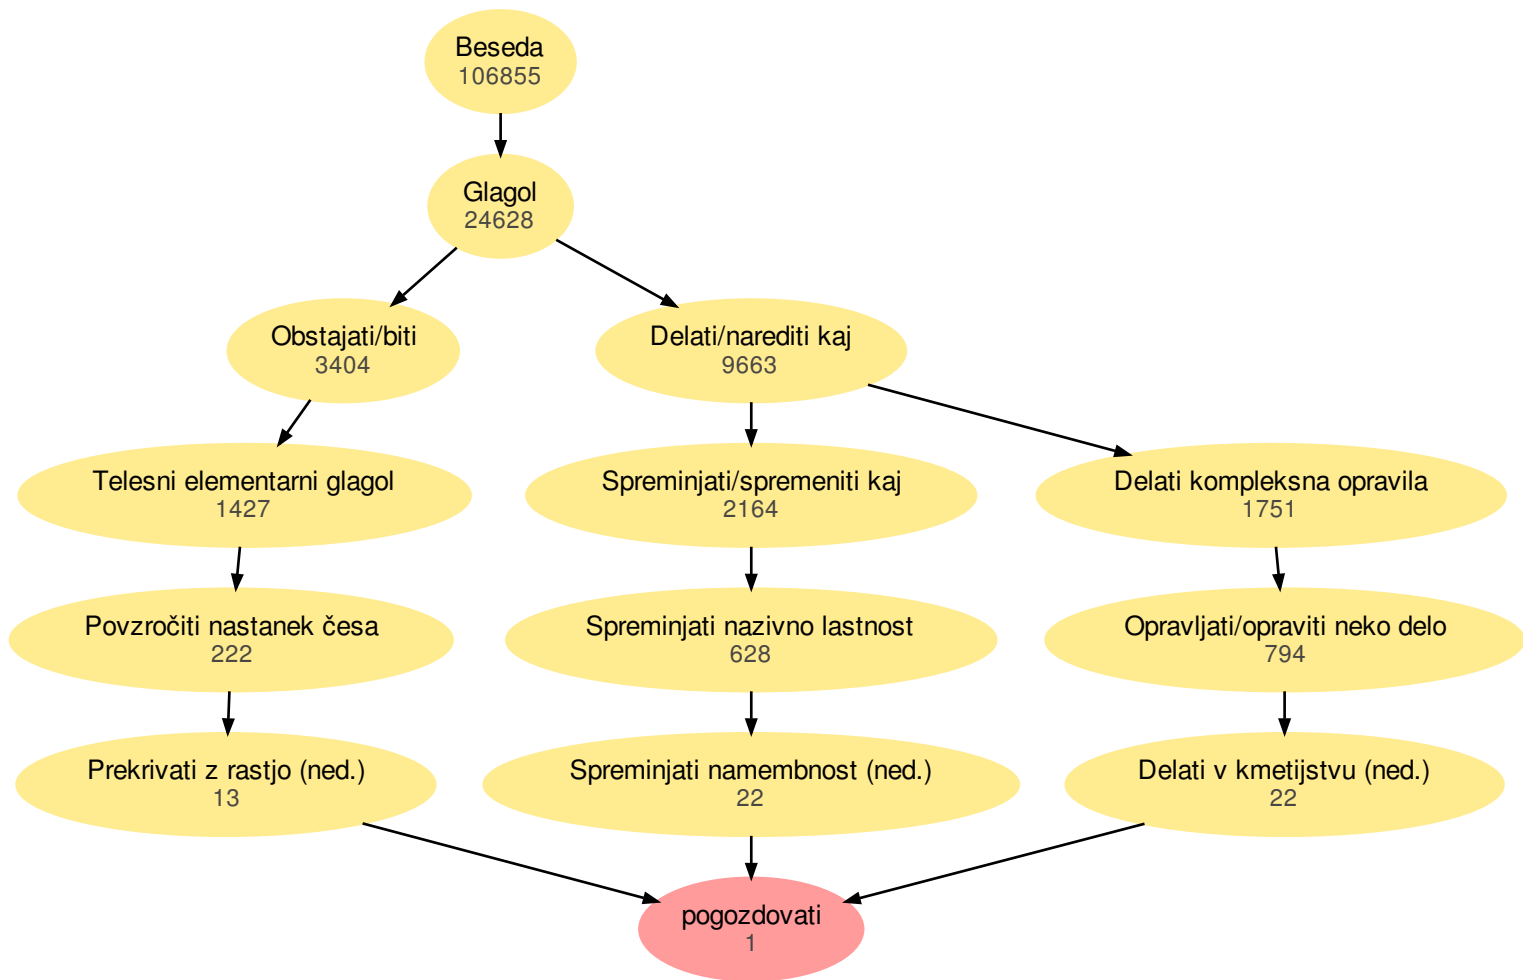 Beseda
106855
Glagol
24628
Obstajati/biti
3404
Delati/narediti kaj
9663
Telesni elementarni glagol
1427
Spreminjati/spremeniti kaj
2164
Delati kompleksna opravila
1751
Povzročiti nastanek česa
222
Spreminjati nazivno lastnost
628
Opravljati/opraviti neko delo
794
Prekrivati z rastjo (ned.)
13
Spreminjati namembnost (ned.)
22
Delati v kmetijstvu (ned.)
22
pogozdovati
1